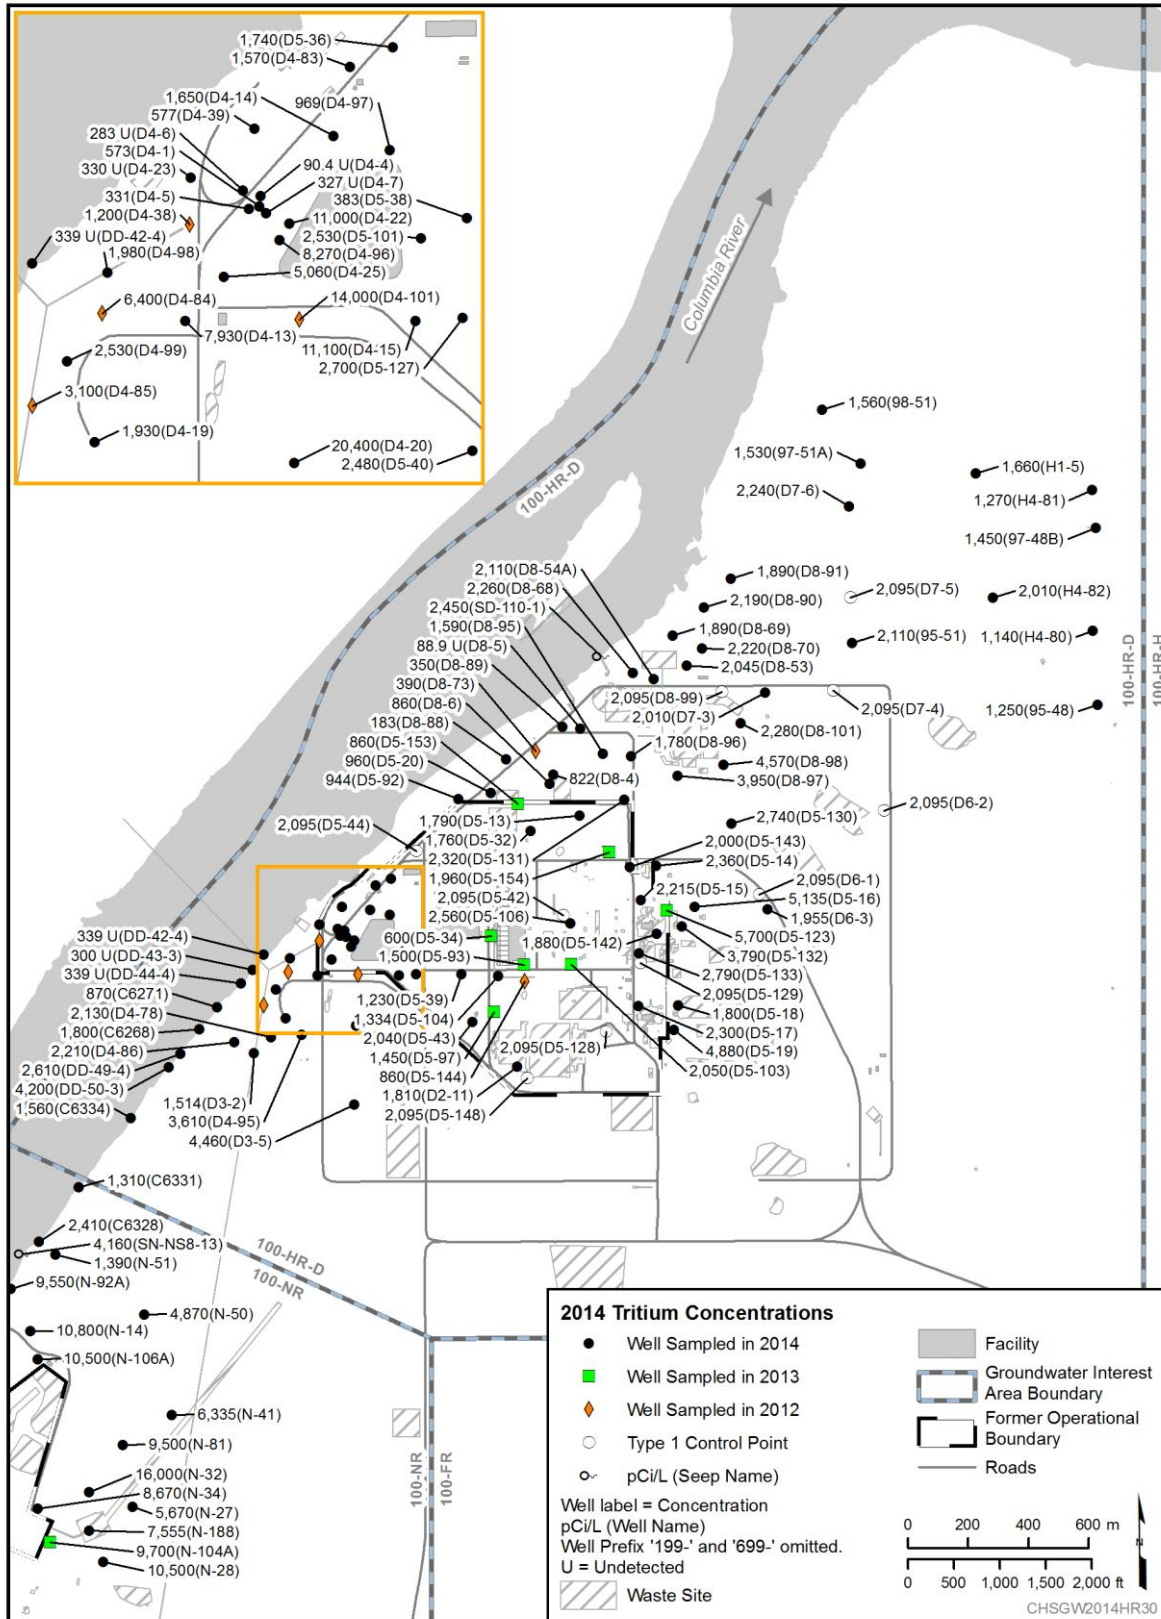 1,740(D5-36)
1,570(D4-83)
1,650(D4-14)
969(D4-97)
577(D4-39)
283 U(D4-6)
573(D4-1)
330 U(D4-23)
90.4 U(D4-4)
327 U(D4-7)
331(D4-5)
383(D5-38)
1,200(D4-38)
11,000(D4-22)
339 U(DD-42-4)
2,530(D5-101)
1,980(D4-98)
8,270(D4-96)
5,060(D4-25)
6,400(D4-84)
14,000(D4-101)
7,930(D4-13)
2,530(D4-99)
11,100(D4-15)
2,700(D5-127)
3,100(D4-85)
1,930(D4-19)
20,400(D4-20)
2,480(D5-40)
Columbia River
100-HR-D
1,560(98-51)
1,530(97-51A)
1,660(H1-5)
2,240(D7-6)
1,270(H4-81)
1,450(97-48B)
2,110(D8-54A)
2,260(D8-68)
2,450(SD-110-1)
1,590(D8-95)
88.9 U(D8-5)
350(D8-89)
390(D8-73)
860(D8-6)
183(D8-88)
860(D5-153)
960(D5-20)
944(D5-92)
1,890(D8-91)
2,095(D7-5)
2,010(H4-82)
2,190(D8-90)
1,890(D8-69)
2,110(95-51)
1,140(H4-80)
2,220(D8-70)
2,045(D8-53)
100-HR-D
100-HR-H
2,095(D8-99)
2,010(D7-3)
2,095(D7-4)
1,250(95-48)
2,280(D8-101)
1,780(D8-96)
4,570(D8-98)
822(D8-4)
3,950(D8-97)
2,095(D6-2)
2,095(D5-44)
1,790(D5-13)
2,740(D5-130)
1,760(D5-32)
2,000(D5-143)
2,320(D5-131)
2,360(D5-14)
1,960(D5-154)
2,095(D6-1)
2,095(D5-42)
2,215(D5-15)
5,135(D5-16)
2,560(D5-106)
1,955(D6-3)
600(D5-34)
5,700(D5-123)
1,880(D5-142)
1,500(D5-93)
3,790(D5-132)
2,790(D5-133)
2,095(D5-129)
1,230(D5-39)
1,800(D5-18)
1,334(D5-104)
2,300(D5-17)
2,040(D5-43)
4,880(D5-19)
1,450(D5-97)
2,095(D5-128)
2,050(D5-103)
860(D5-144)
1,810(D2-11)
2,095(D5-148)
339 U(DD-42-4)
300 U(DD-43-3)
339 U(DD-44-4)
870(C6271)
2,130(D4-78)
1,800(C6268)
2,210(D4-86)
2,610(DD-49-4)
4,200(DD-50-3)
1,560(C6334)
1,514(D3-2)
3,610(D4-95)
4,460(D3-5)
1,310(C6331)
2,410(C6328)
4,160(SN-NS8-13)
1,390(N-51)
9,550(N-92A)
100-HR-D
100-NR
4,870(N-50)
10,800(N-14)
10,500(N-106A)
6,335(N-41)
9,500(N-81)
100-NR
100-FR
16,000(N-32)
8,670(N-34)
5,670(N-27)
7,555(N-188)
9,700(N-104A)
10,500(N-28)
2014 Tritium Concentrations
Well Sampled in 2014
Well Sampled in 2013
Well Sampled in 2012
Type 1 Control Point
pCi/L (Seep Name)
Well label = Concentration
pCi/L (Well Name)
Well Prefix '199-' and '699-' omitted.
U = Undetected
Waste Site
Facility
Groundwater Interest
Area Boundary
Former Operational
Boundary
Roads
0 200 400 600 m
0 500 1,000 1,500 2,000 ft
N
CHSGW2014HR30